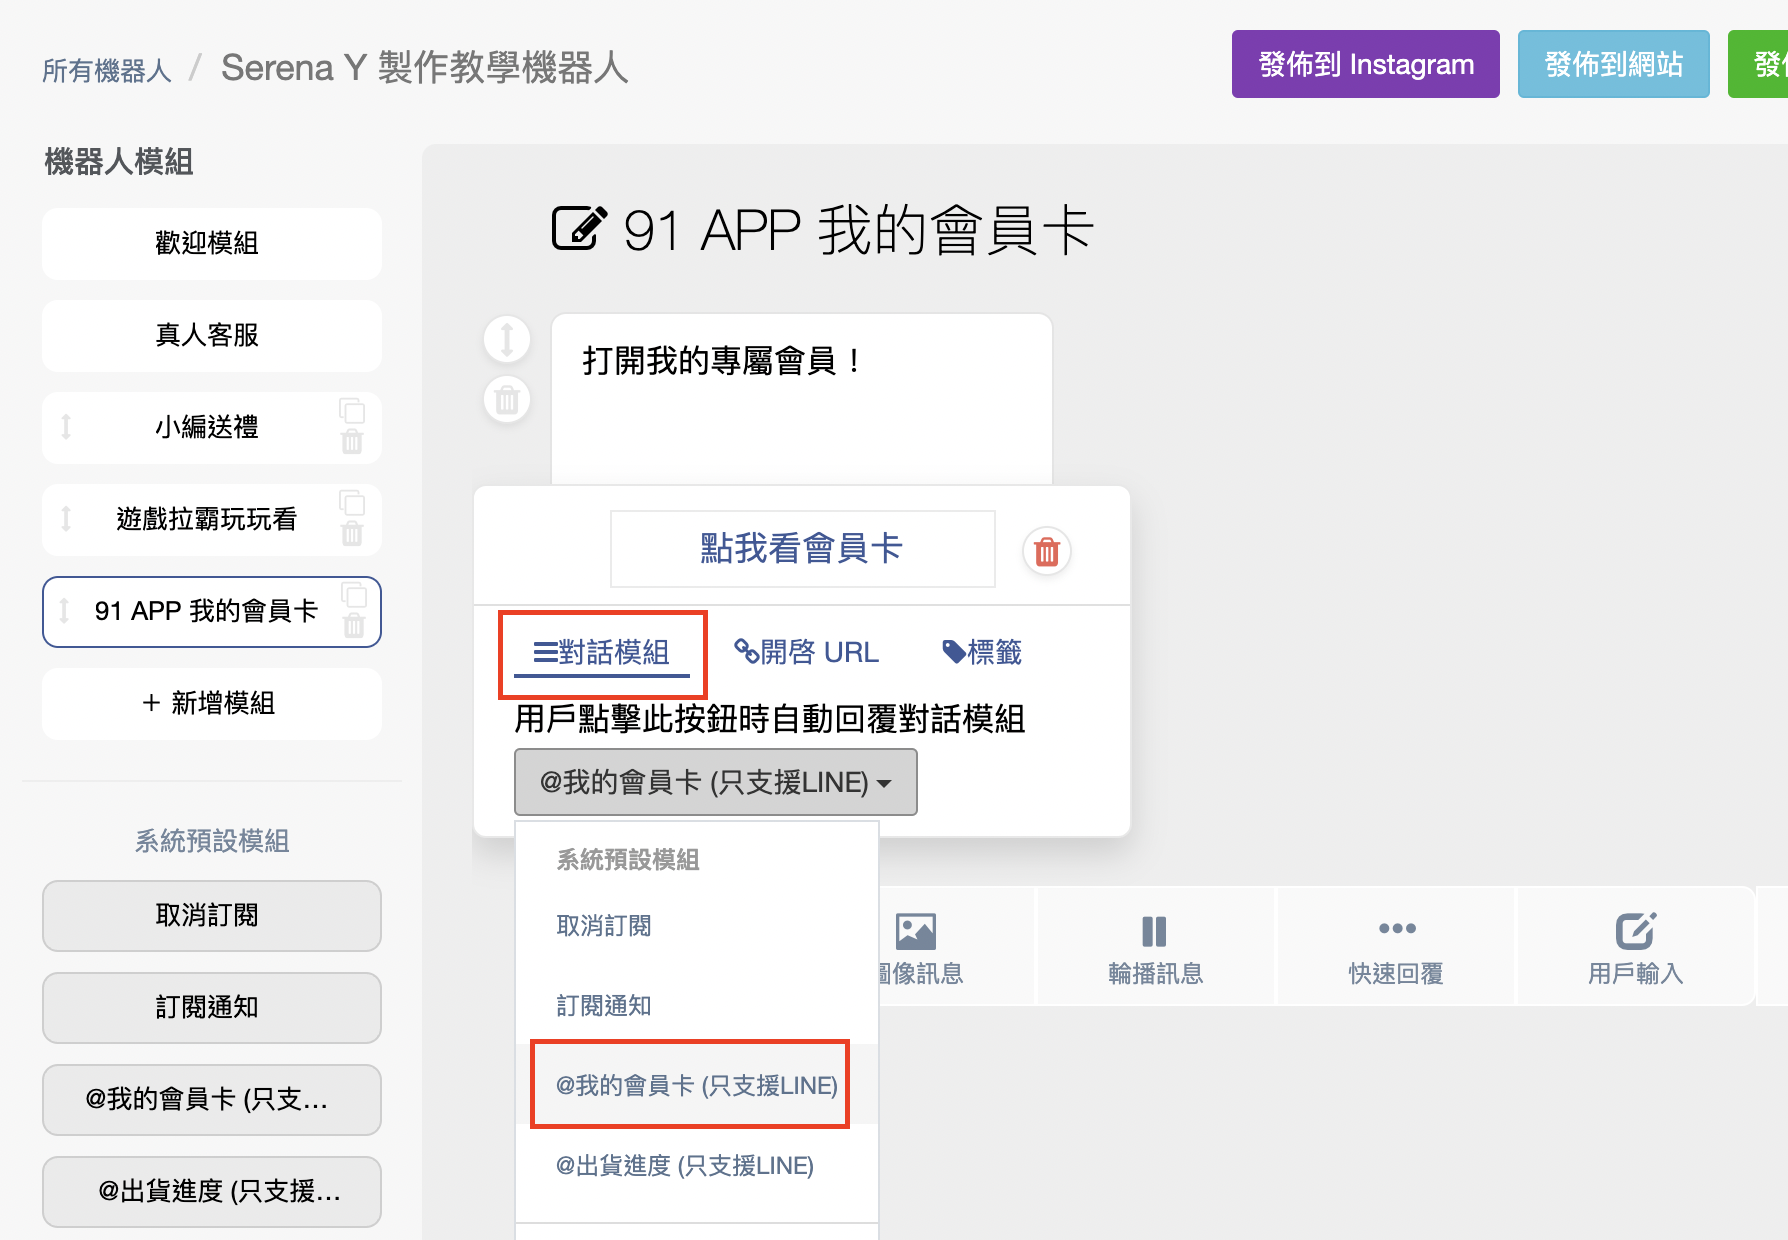 所有機器人 / Serena Y 製作教學機器人
發佈到 Instagram
發佈到網站
機器人模組
歡迎模組
真人客服
小編送禮
遊戲拉霸玩玩看
91 APP 我的會員卡
+ 新增模組
系統預設模組
取消訂閱
訂閱通知
@我的會員卡 (只支...
@出貨進度 (只支援...
91 APP 我的會員卡
打開我的專屬會員！
點我看會員卡
對話模組
開啓 URL
標籤
用戶點擊此按鈕時自動回覆對話模組
@我的會員卡 (只支援LINE)
系統預設模組
取消訂閱
訂閱通知
@我的會員卡 (只支援LINE)
@出貨進度 (只支援LINE)
圖像訊息
輪播訊息
快速回覆
用戶輸入